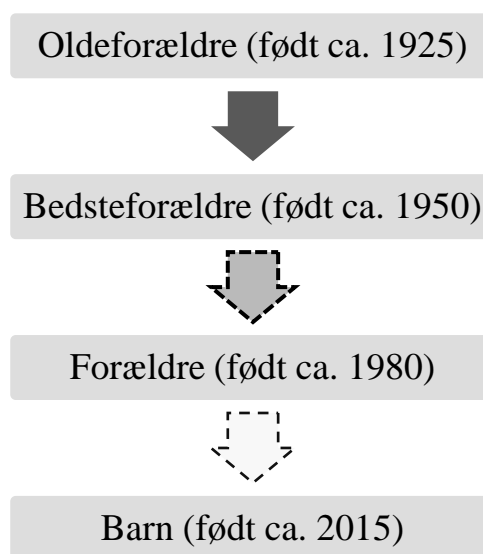 Oldeforældre (født ca. 1925)
Bedsteforældre (født ca. 1950)
Forældre (født ca. 1980)
Barn (født ca. 2015)